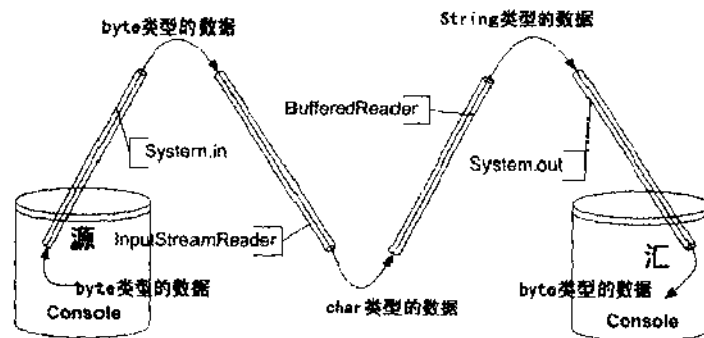 byte类型的数据
String类型的数据
BufferedReader
System.in
System.out
源
InputStreamReader
汇
byte类型的数据
byte类型的数据
char类型的数据
Console
Console